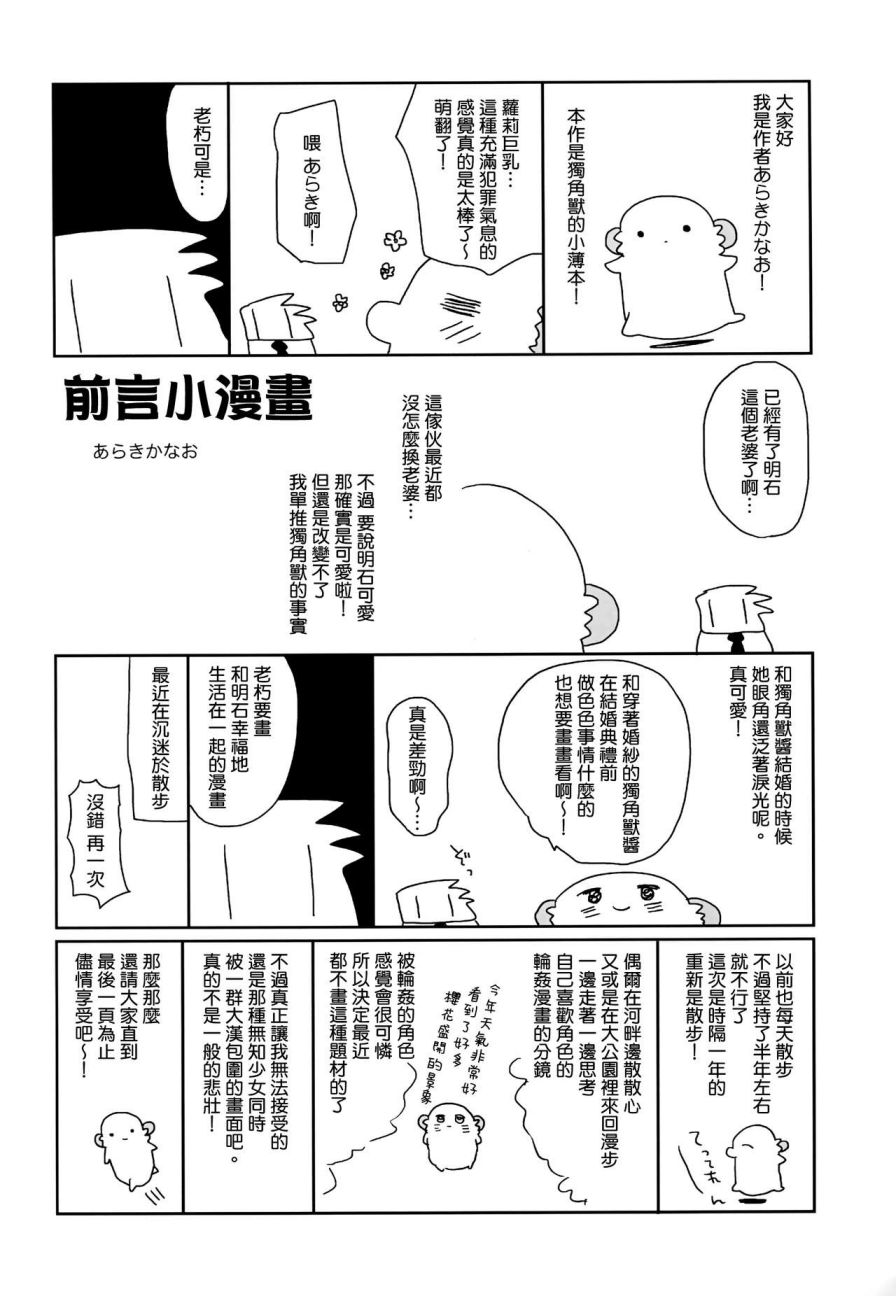 大家好
我是作者あらきかなお!
本作是獨角獸的小薄本!
蘿莉巨乳…
這種充滿犯罪氣息的
感覺真的是太棒了~
萌翻了!
喂 あらき啊!
老朽可是…
前言小漫畫
あらきかなお
已經有了明石
這個老婆了啊…
這傢伙最近都
沒怎麼換老婆…
不過 要說明石可愛
那確實是可愛啦!
但還是改變不了
我單推獨角獸的事實
和獨角獸醬結婚的時候
她眼角還泛著淚光呢。
真可愛!
和穿著婚紗的獨角獸醬
在結婚典禮前
做色色事情什麼的
也想要畫畫看啊~!
真是差勁啊~…
どっ
老朽要畫
和明石幸福地
生活在一起的漫畫
最近在沉迷於散步
沒錯 再一次
以前也每天散步
不過堅持了半年左右
就不行了
這次是時隔一年的
重新是散步!
偶爾在河畔邊散散心
又或是在大公園裡來回漫步
一邊走著一邊思考
自己喜歡角色的
輪姦漫畫的分鏡
今年天氣非常好
看到了好多
櫻花盛開的景象
被輪姦的角色
感覺會很可憐
所以決定最近
都不畫這種題材的了
不過真正讓我無法接受的
還是那種無知少女同時
被一群大漢包圍的畫面吧。
真的不是一般的悲壯!
那麼那麼
還請大家直到
最後一頁為止
儘情享受吧~!